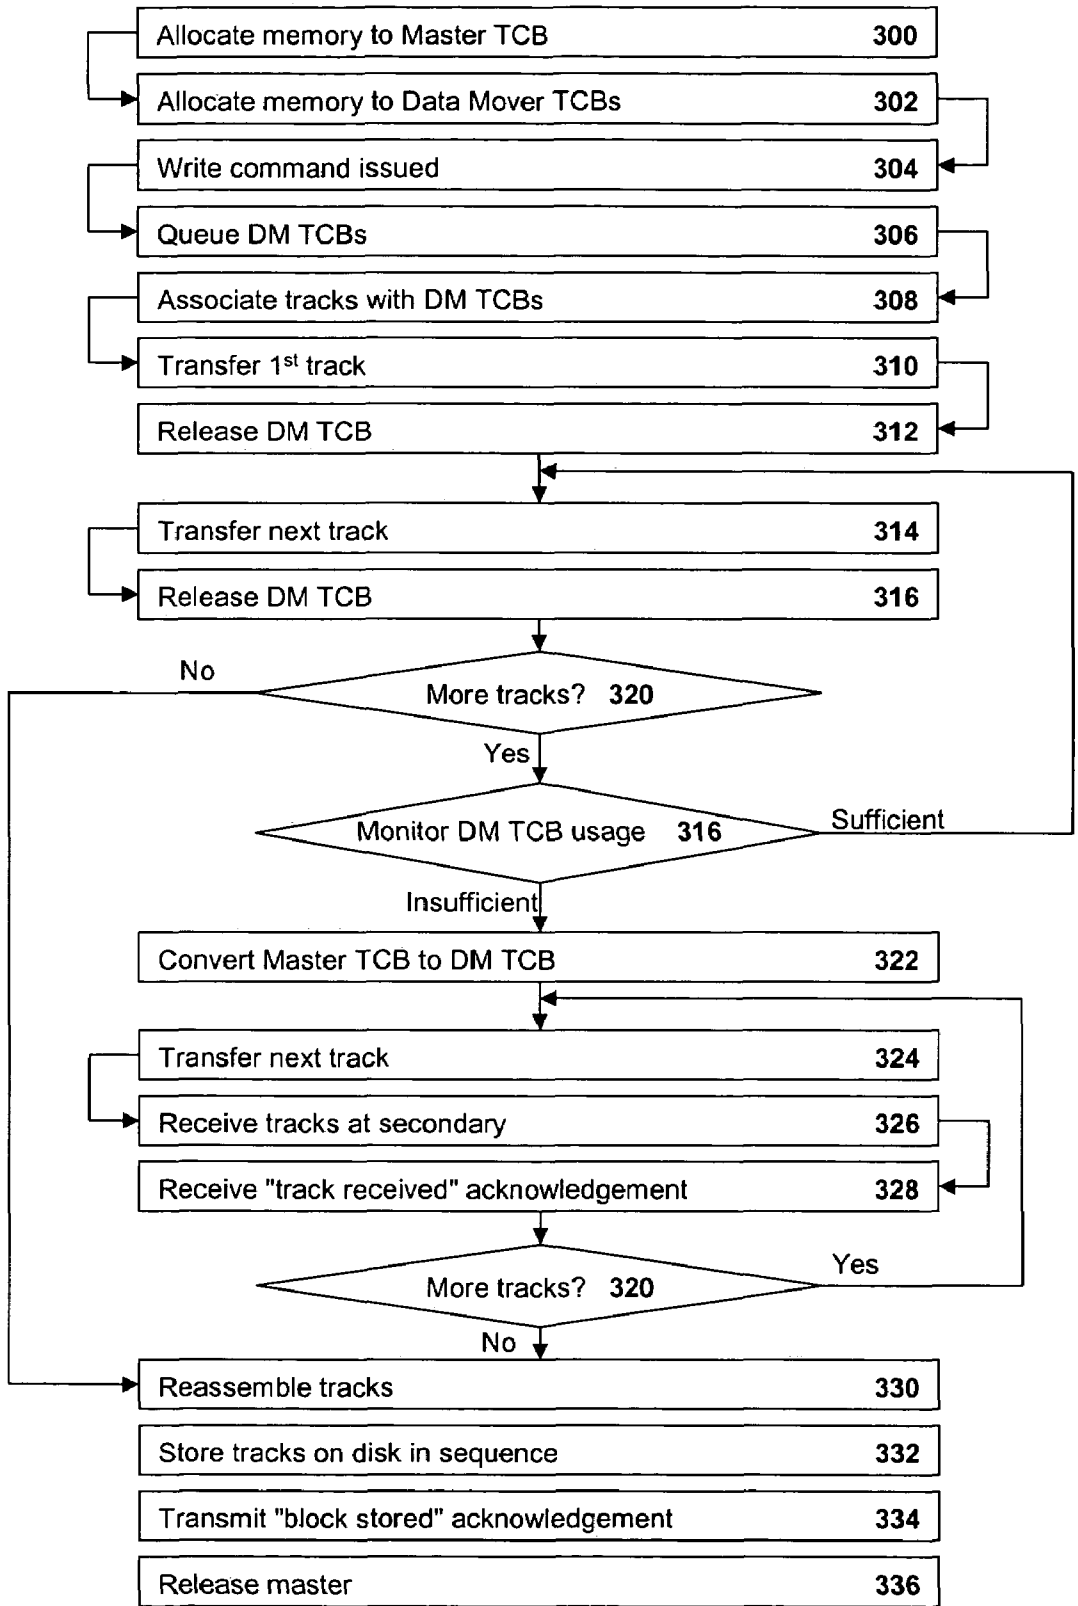 Allocate memory to Master TCB 300
Allocate memory to Data Mover TCBs 302
Write command issued 304
Queue DM TCBs 306
Associate tracks with DM TCBs 308
Transfer 1st track 310
Release DM TCB 312
Transfer next track 314
Release DM TCB 316
No
More tracks? 320
Yes
Monitor DM TCB usage 316
Sufficient
Insufficient
Convert Master TCB to DM TCB 322
Transfer next track 324
Receive tracks at secondary 326
Receive "track received" acknowledgement 328
More tracks? 320
Yes
No
Reassemble tracks 330
Store tracks on disk in sequence 332
Transmit "block stored" acknowledgement 334
Release master 336